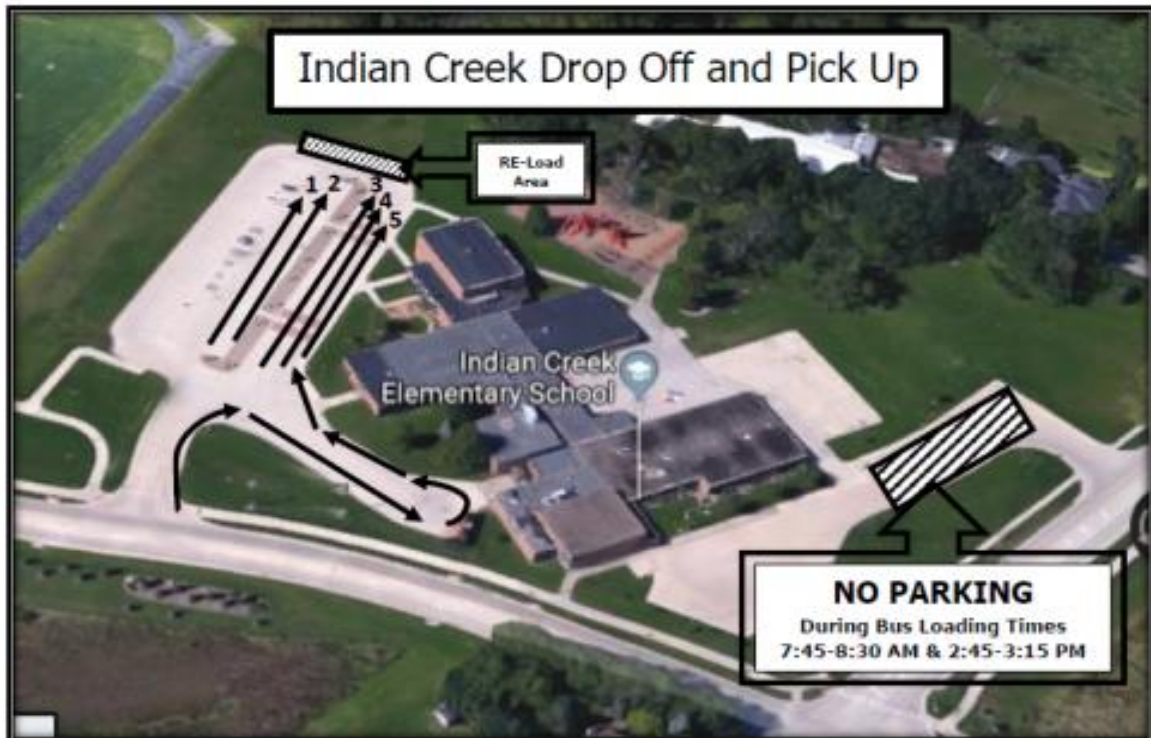 Indian Creek Drop Off and Pick Up
RE-Load
Area
1
2
3
4
5
Indian Creek
Elementary School
NO PARKING
During Bus Loading Times
7:45-8:30 AM & 2:45-3:15 PM